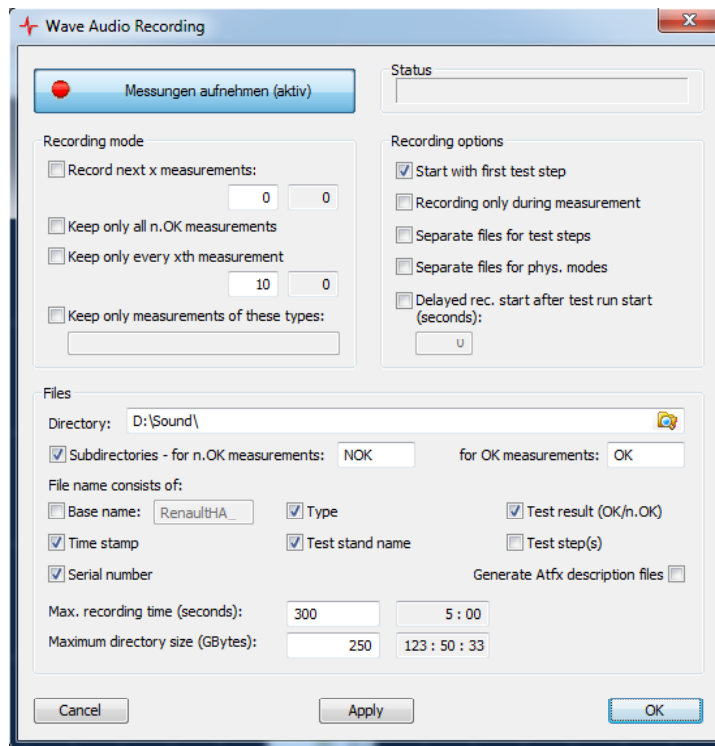 Wave Audio Recording
Messungen aufnehmen (aktiv)
Status
Recording mode
Record next x measurements:
0 0
Keep only all n.OK measurements
Keep only every xth measurement
10 0
Keep only measurements of these types:
Recording options
Start with first test step
Recording only during measurement
Separate files for test steps
Separate files for phys. modes
Delayed rec. start after test run start
(seconds):
Files
Directory: D:\Sound\
Subdirectories - for n.OK measurements: NOK for OK measurements: OK
File name consists of:
Base name: RenaultHA_ Type Test result (OK/n.OK)
Time stamp Test stand name Test step(s)
Serial number Generate Atfx description files
Max. recording time (seconds): 300 5 : 00
Maximum directory size (GBytes): 250 123 : 50 : 33
Cancel Apply OK